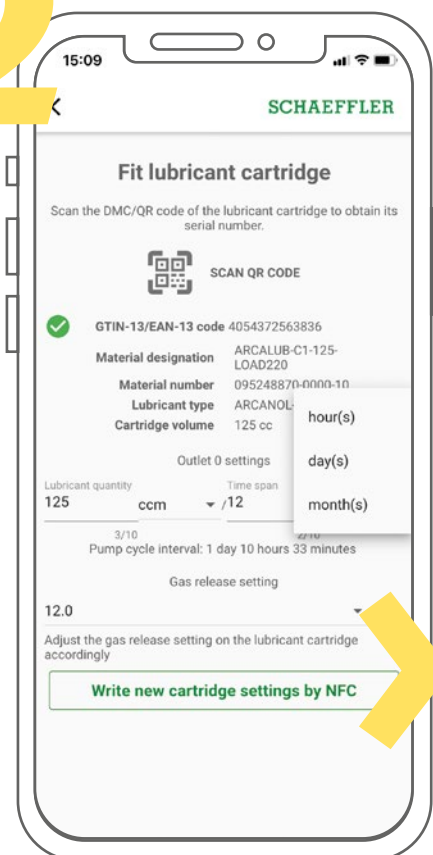 2
15:09
SCHAEFFLER
Fit lubricant cartridge
Scan the DMC/QR code of the lubricant cartridge to obtain its
serial number.
SCAN QR CODE
GTIN-13/EAN-13 code 4054372563836
Material designation ARCALUB-C1-125-
LOAD220
Material number 095248870-0000-10
Lubricant type ARCANOL-
Cartridge volume 125 cc
hour(s)
day(s)
month(s)
Outlet 0 settings
Lubricant quantity Time span
125 ccm / 12
3/10 2/10
Pump cycle interval: 1 day 10 hours 33 minutes
Gas release setting
12.0
Adjust the gas release setting on the lubricant cartridge
accordingly
Write new cartridge settings by NFC